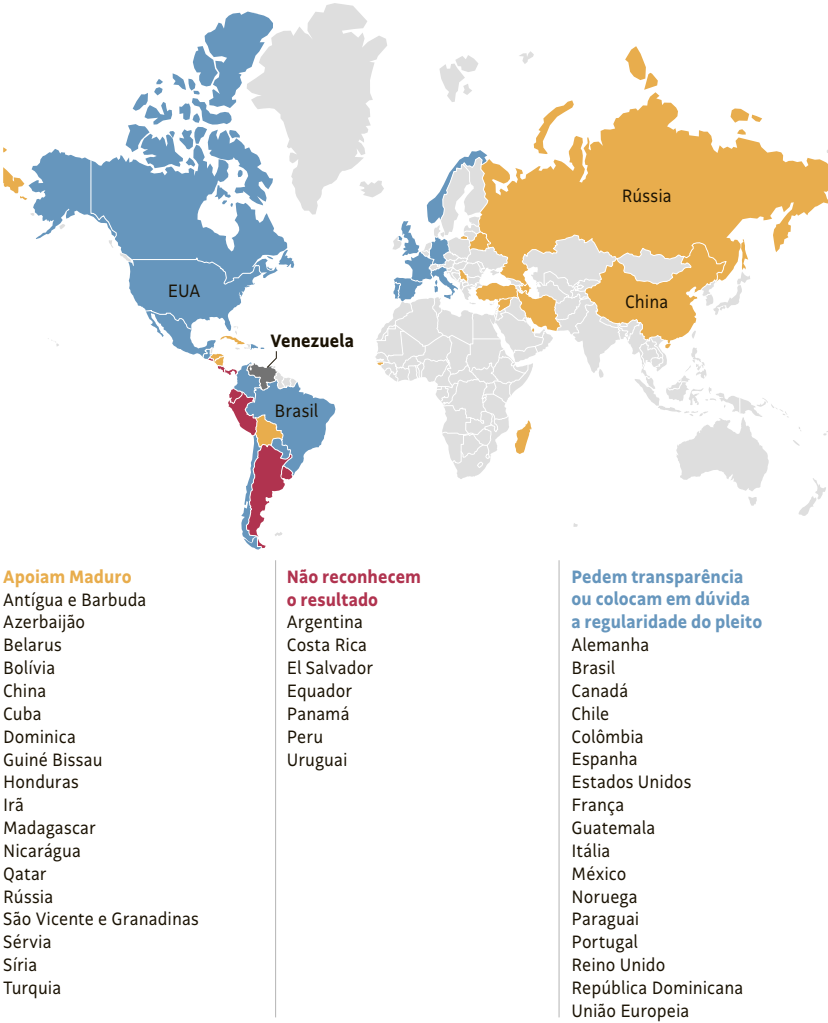 Rússia
EUA
China
Venezuela
Brasil
Apoiam Maduro
Antígua e Barbuda
Azerbaijão
Belarus
Bolívia
China
Cuba
Dominica
Guiné Bissau
Honduras
Irã
Madagascar
Nicarágua
Qatar
Rússia
São Vicente e Granadinas
Sérvia
Síria
Turquia
Não reconhecem
o resultado
Argentina
Costa Rica
El Salvador
Equador
Panamá
Peru
Uruguai
Pedem transparência
ou colocam em dúvida
a regularidade do pleito
Alemanha
Brasil
Canadá
Chile
Colômbia
Espanha
Estados Unidos
França
Guatemala
Itália
México
Noruega
Paraguai
Portugal
Reino Unido
República Dominicana
União Europeia